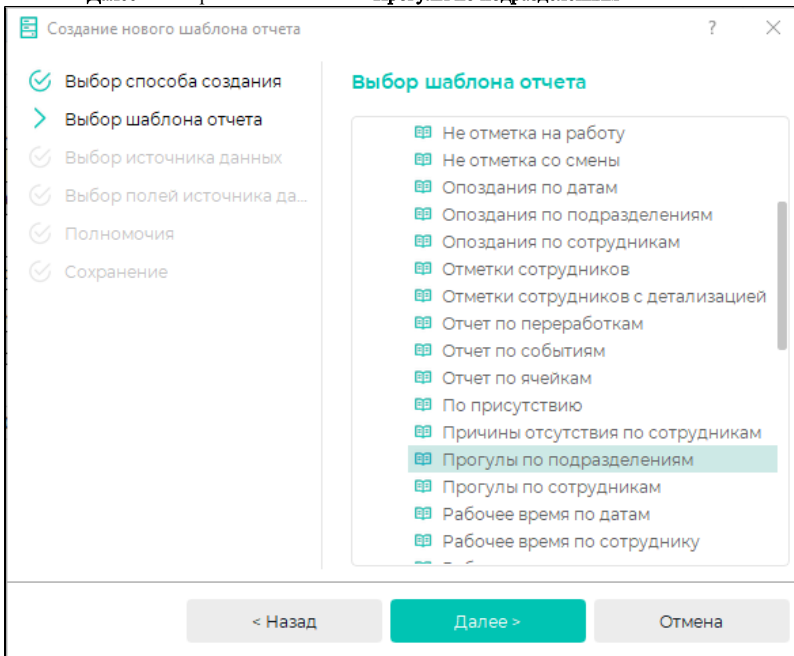 Создание нового шаблона отчета
?
Выбор способа создания
Выбор шаблона отчета
Выбор источника данных
Выбор полей источника да...
Полномочия
Сохранение
Выбор шаблона отчета
Не отметка на работу
Не отметка со смены
Опоздания по датам
Опоздания по подразделениям
Опоздания по сотрудникам
Отметки сотрудников
Отметки сотрудников с детализацией
Отчет по переработкам
Отчет по событиям
Отчет по ячейкам
По присутствию
Причины отсутствия по сотрудникам
Прогулы по подразделениям
Прогулы по сотрудникам
Рабочее время по датам
Рабочее время по сотруднику
< Назад
Далее >
Отмена